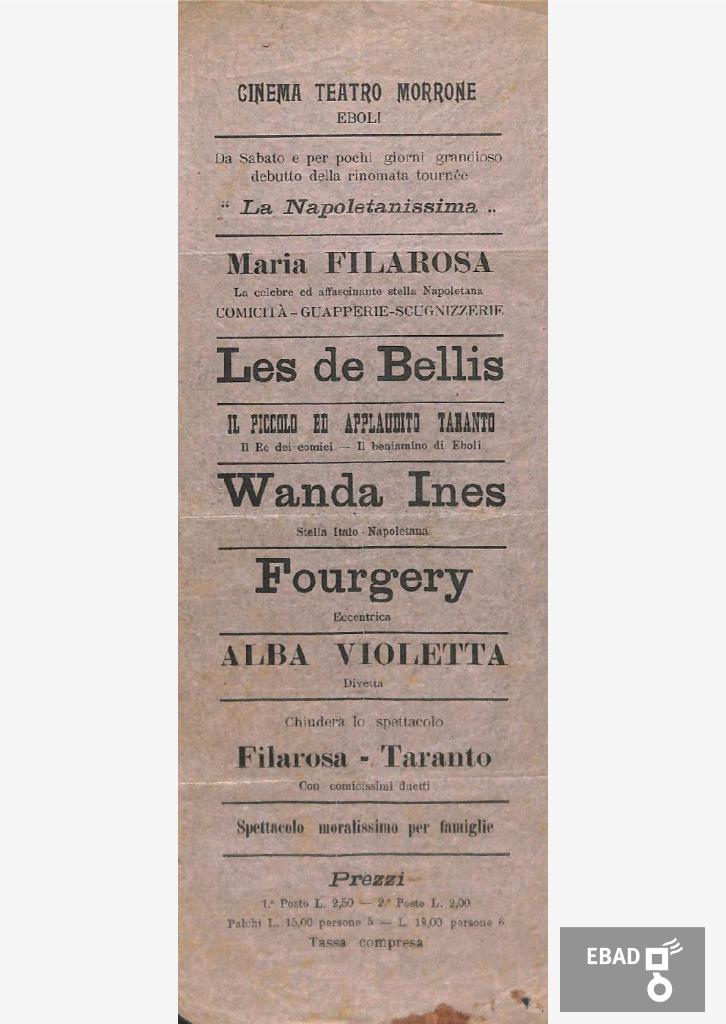 CINEMA TEATRO MORRONE
EBOLI
Da Sabato e per pochi giorni grandioso
debutto della rinomata tournèe
“ La Napoletanissima „
Maria FILAROSA
La celebre ed affascinante stella Napoletana
COMICITÀ - GUAPPERIE-SCUGNIZZERIE
Les de Bellis
IL PICCOLO ED APPLAUDITO TARANTO
Il Re dei comici — Il beniamino di Eboli
Wanda Ines
Stella Italo - Napoletana
Fourgery
Eccentrica
ALBA VIOLETTA
Divetta
Chiuderà lo spettacolo
Filarosa - Taranto
Con comicissimi duetti
Spettacolo moralissimo per famiglie
Prezzi
1.° Posto L. 2,50 — 2.° Posto L. 2,00
Palchi L. 15,00 persone 5 — L. 18,00 persone 6
Tassa compresa
EBAD